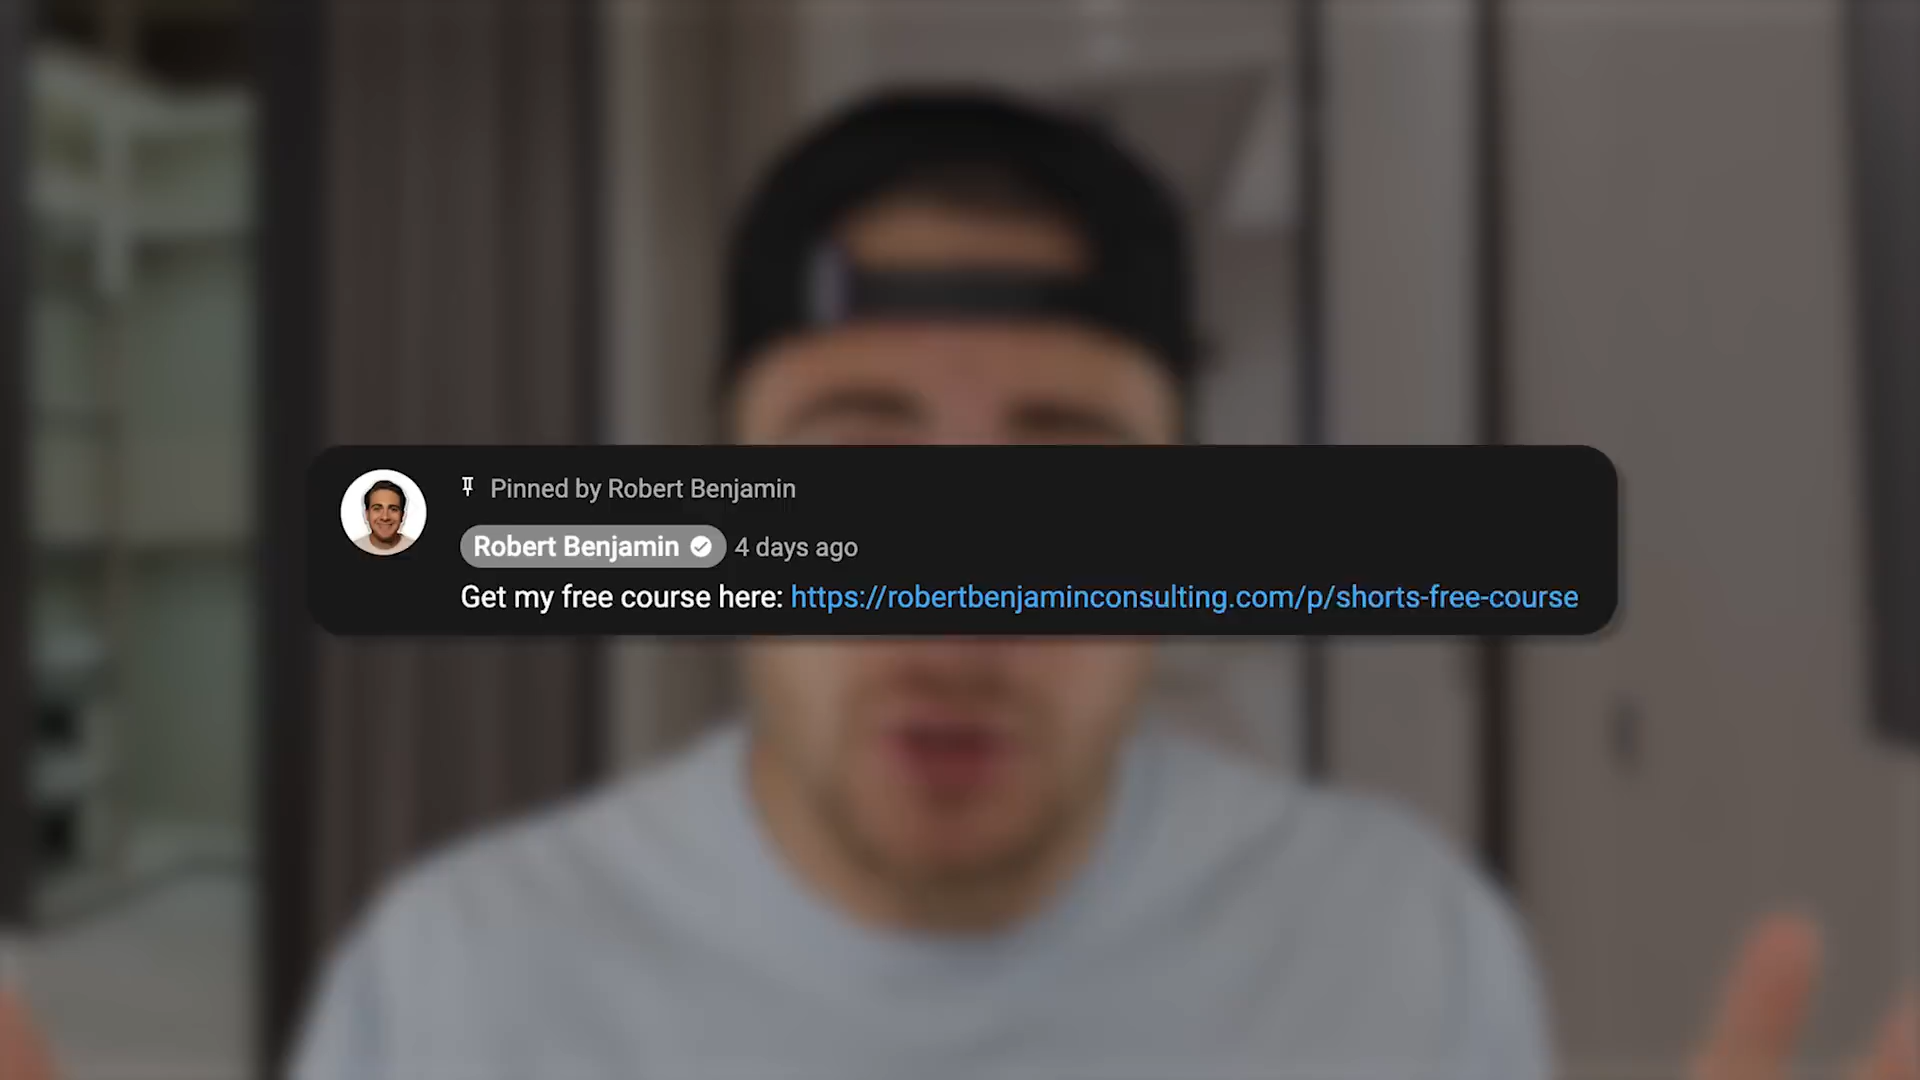 Pinned by Robert Benjamin
Robert Benjamin 4 days ago
Get my free course here: https://robertbenjaminconsulting.com/p/shorts-free-course